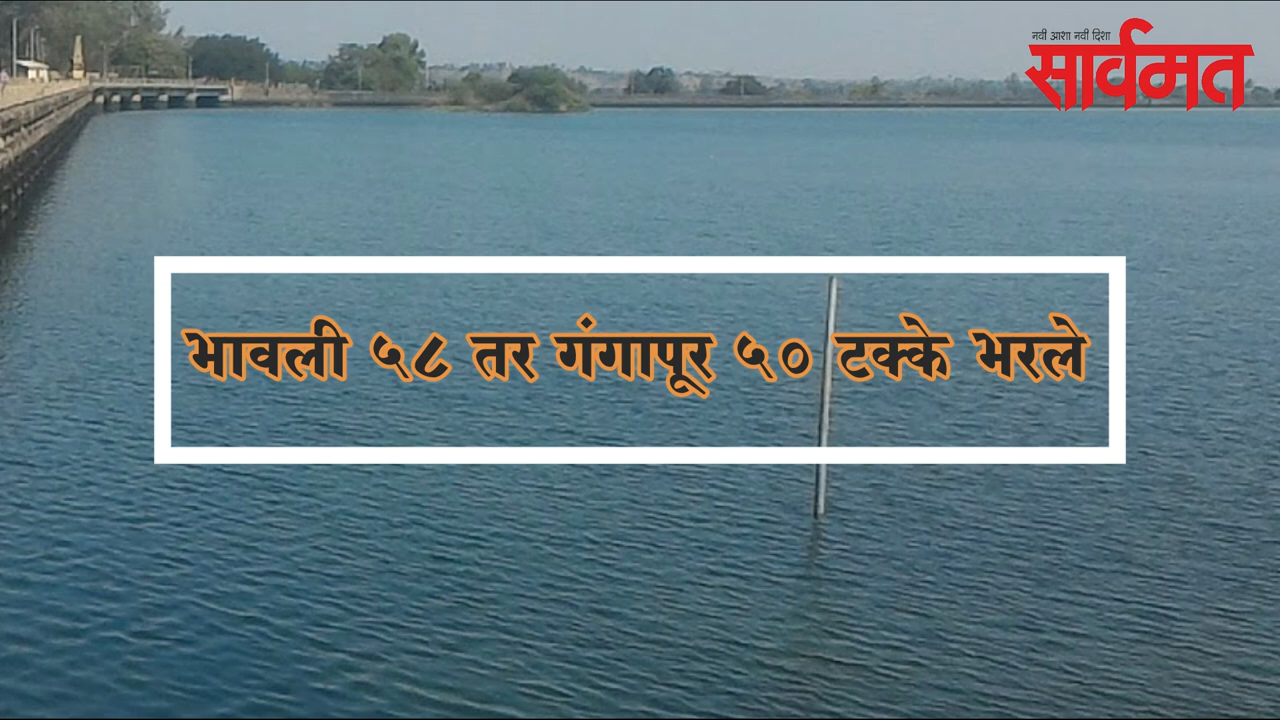 नवी आशा नवी दिशा
सार्वमत
भावली ५८ तर गंगापूर ५० टक्के भरले